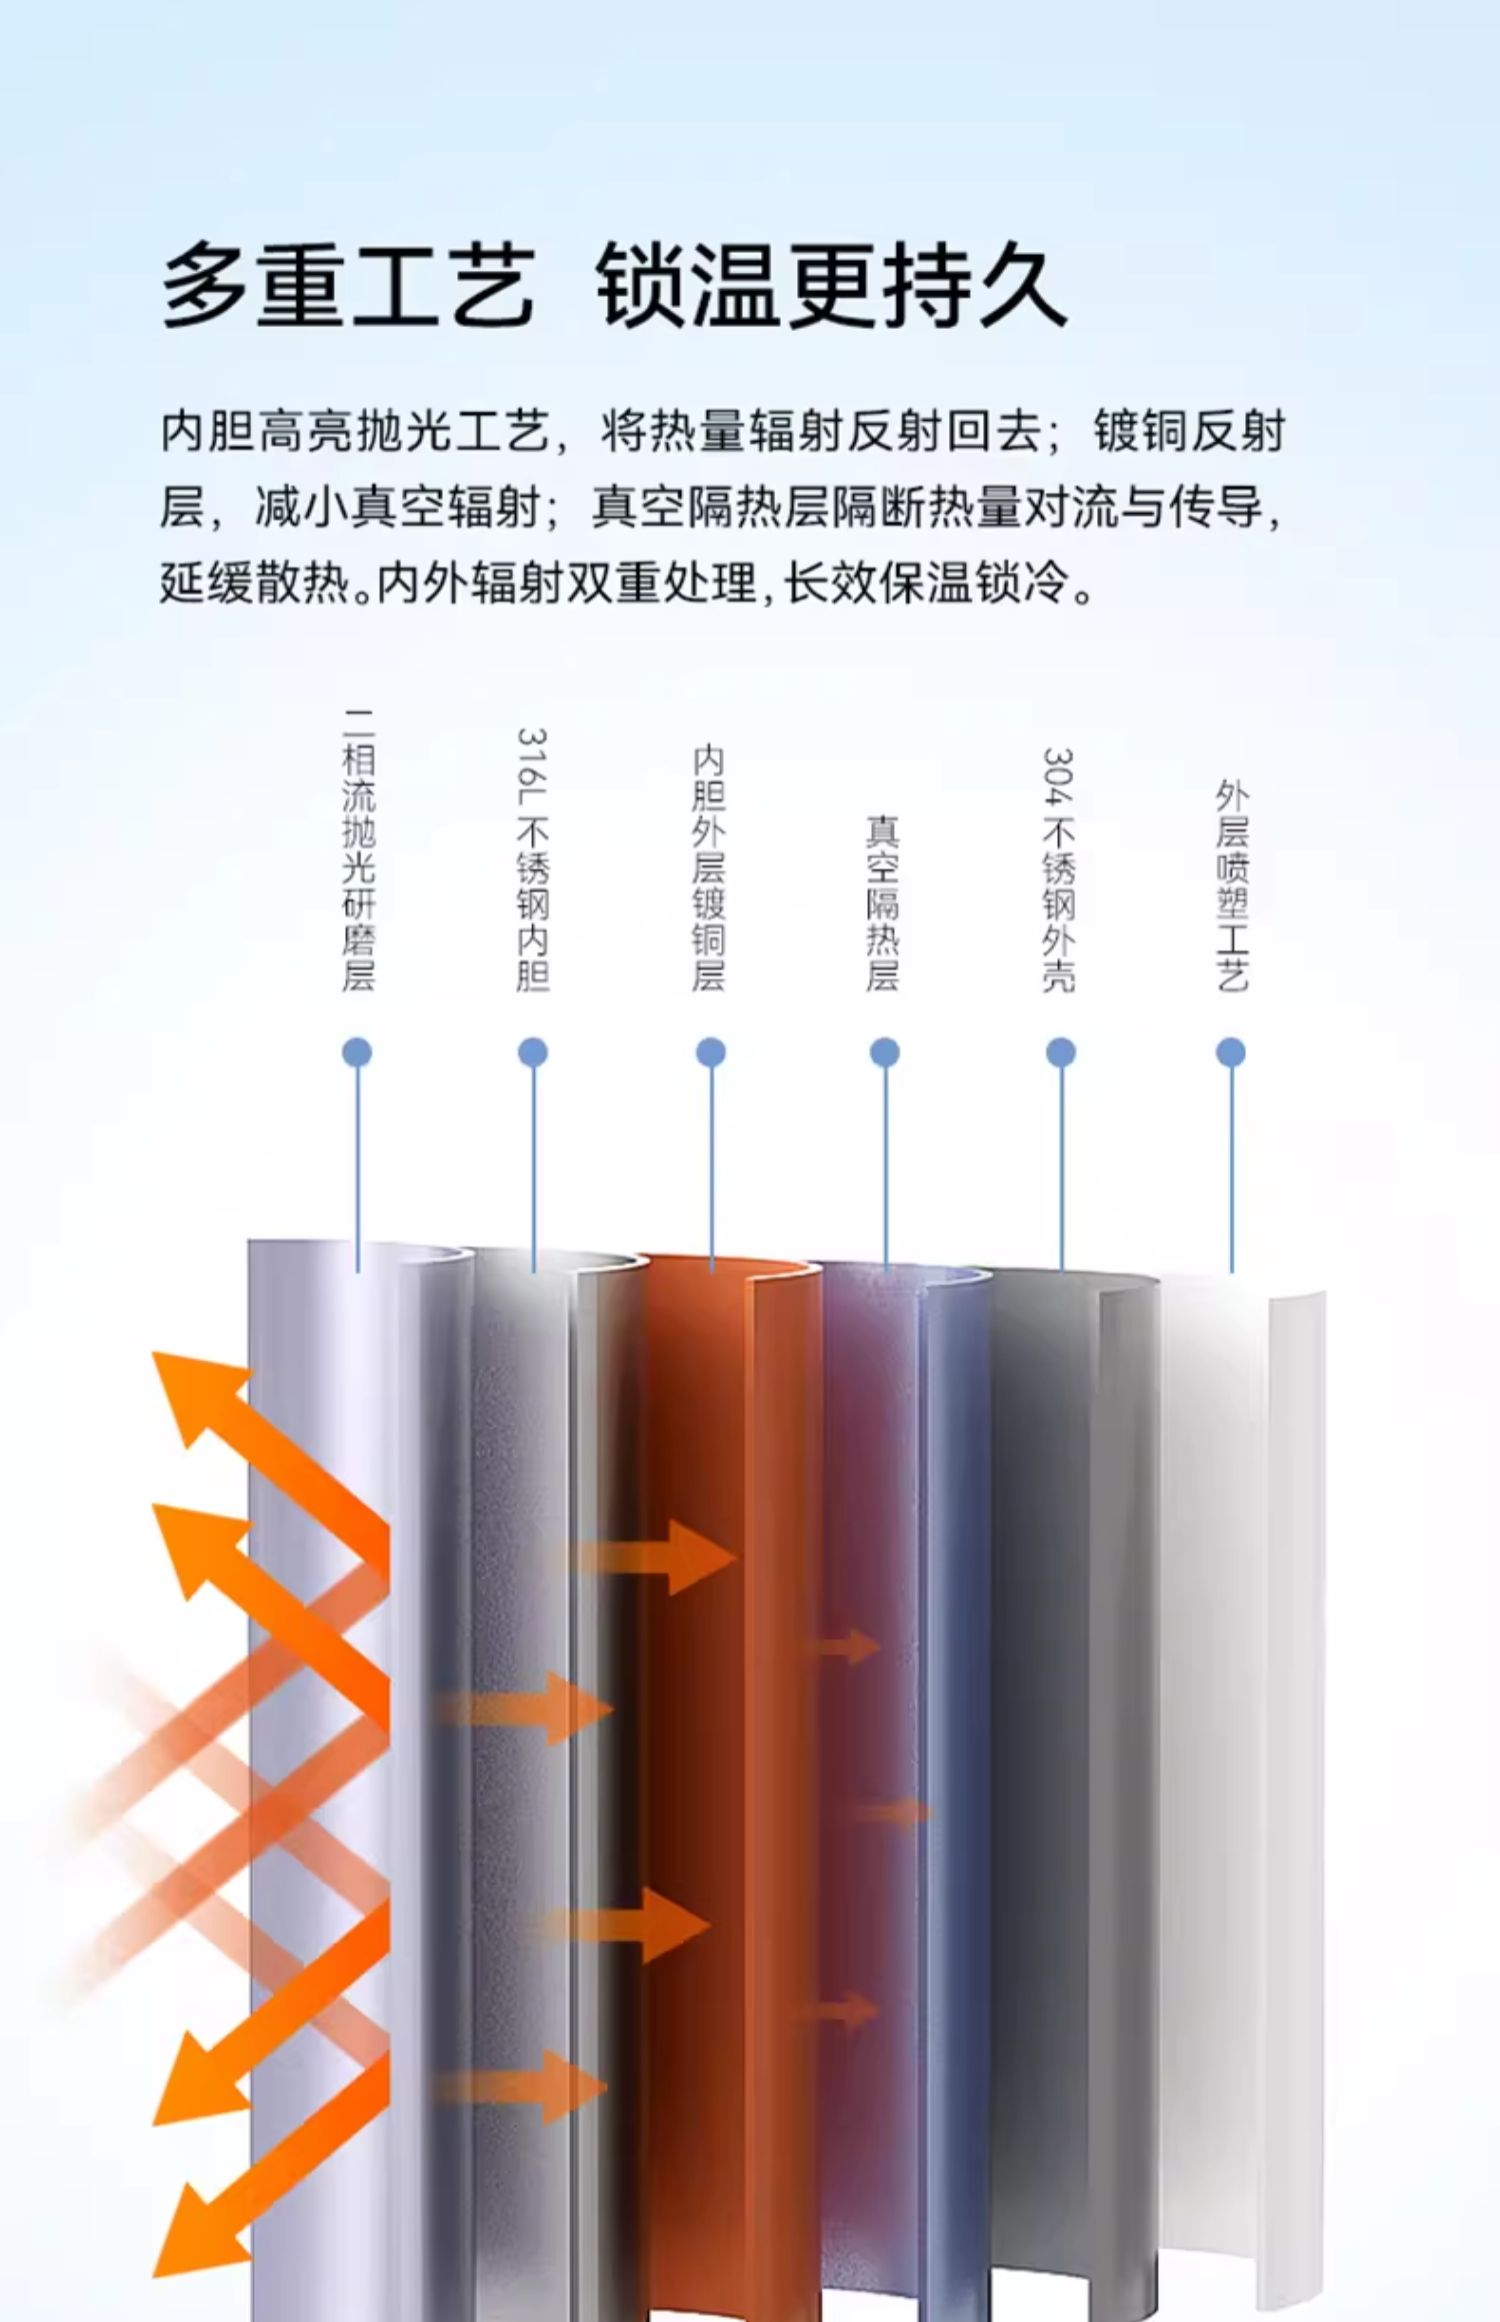 多重工艺 锁温更持久
内胆高亮抛光工艺，将热量辐射反射回去；镀铜反射
层，减小真空辐射；真空隔热层隔断热量对流与传导，
延缓散热。内外辐射双重处理，长效保温锁冷。
二相流抛光研磨层
316L不锈钢内胆
内胆外层镀铜层
真空隔热层
304不锈钢外壳
外层喷塑工艺